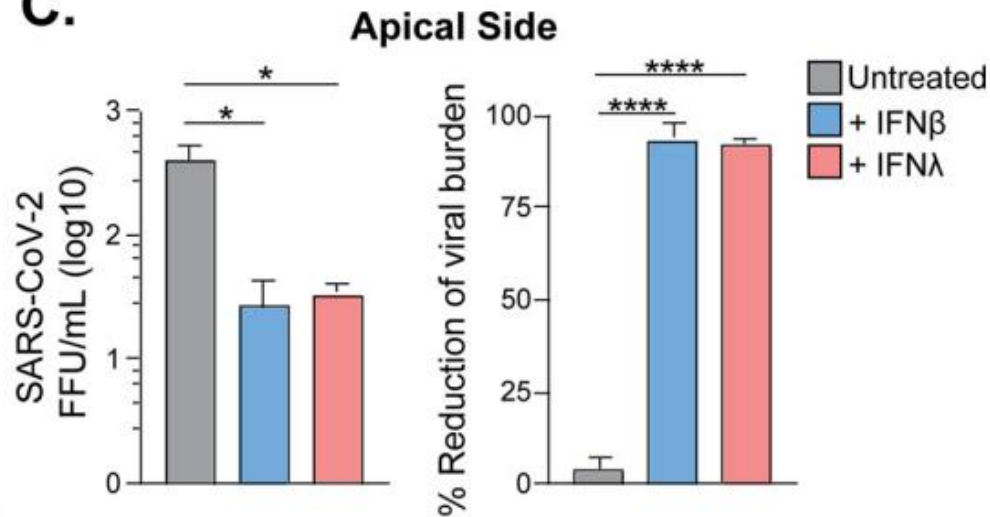 C.
Apical Side
*
*
3
2
1
0
SARS-CoV-2
FFU/mL (log10)
****
****
100
75
50
25
0
% Reduction of viral burden
Untreated
+ IFNβ
+ IFNλ